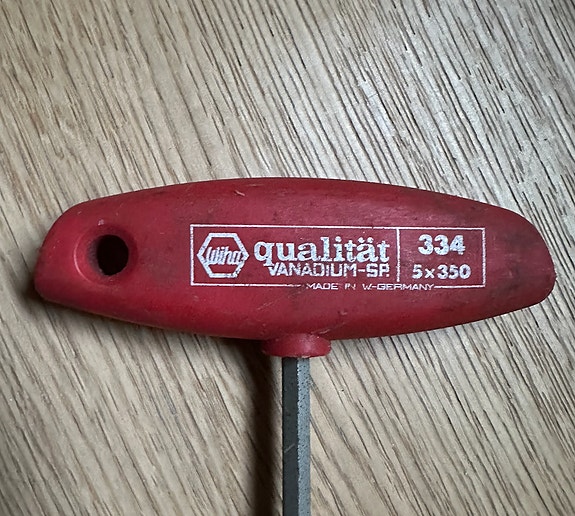 Wiha qualität 334
VANADIUM-SP. 5x350
MADE IN W-GERMANY